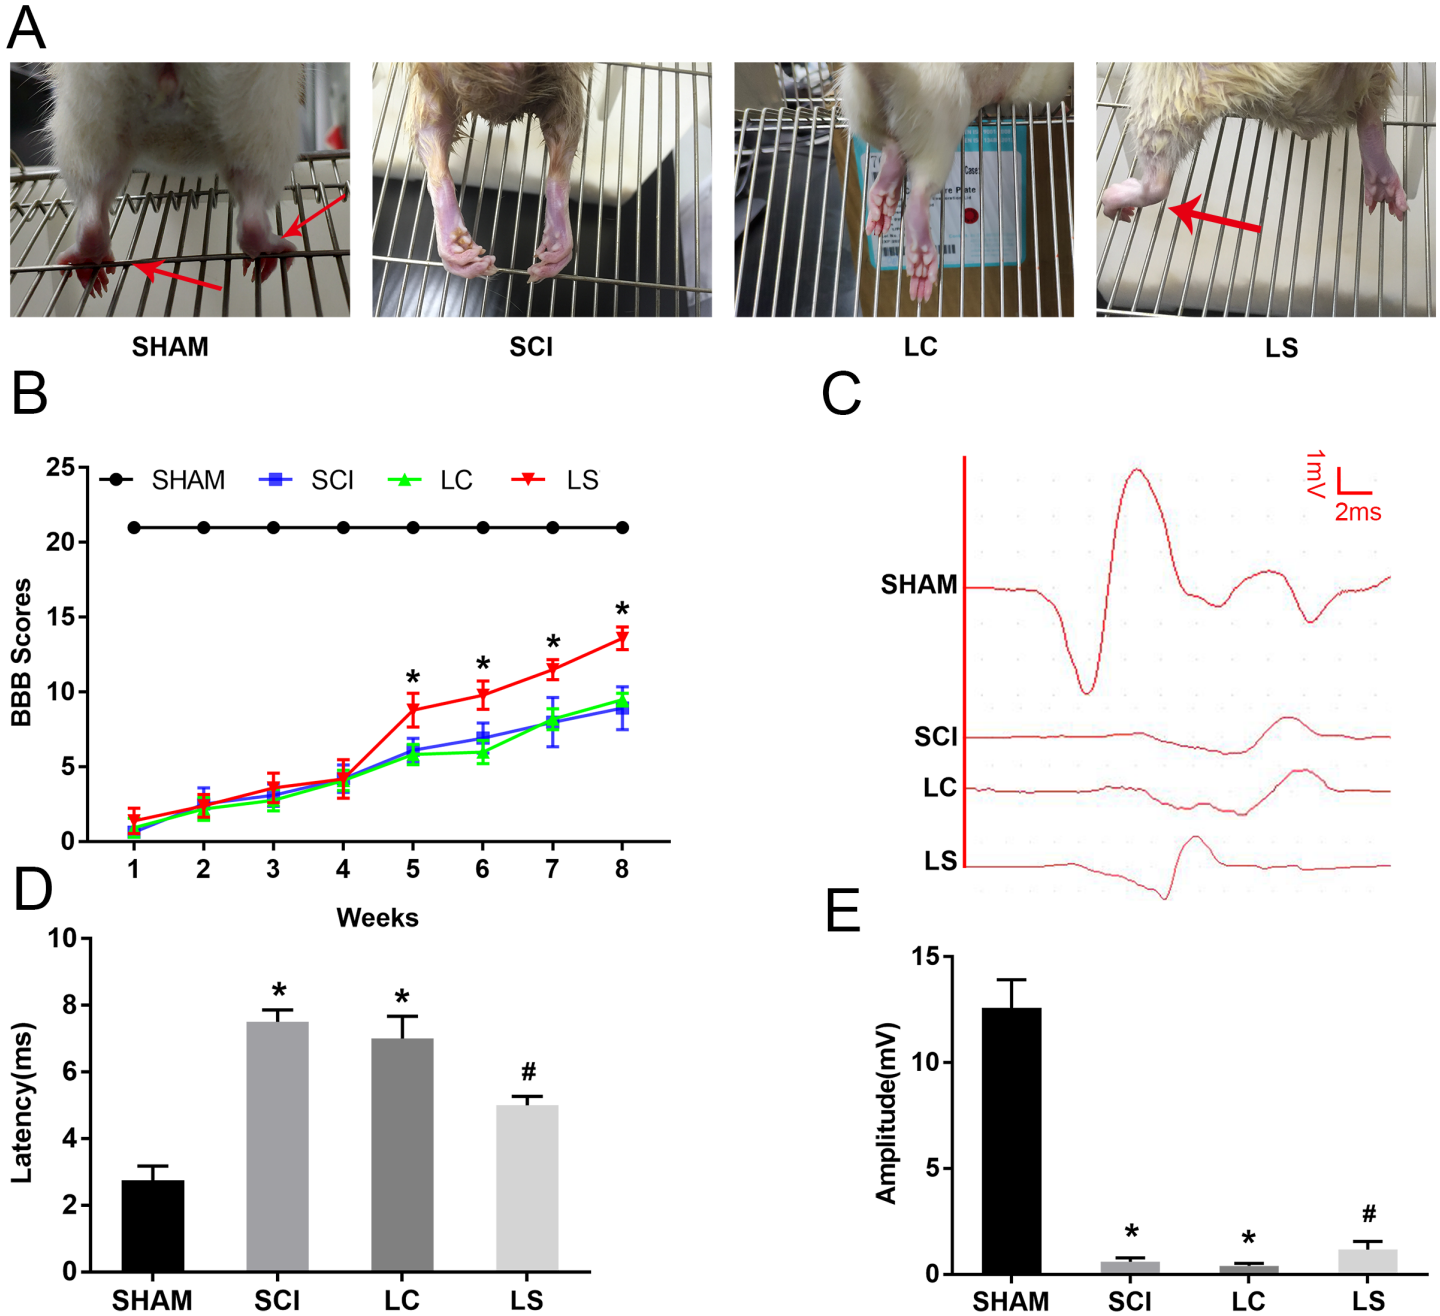 A
SHAM
SCI
LC
LS
B
25
20
15
10
5
0
BBB Scores
SHAM
SCI
LC
LS
*
*
*
*
1 2 3 4 5 6 7 8
Weeks
C
1mV
2ms
SHAM
SCI
LC
LS
D
10
8
6
4
2
0
Latency(ms)
*
*
#
SHAM
SCI
LC
LS
E
15
10
5
0
Amplitude(mV)
*
*
#
SHAM
SCI
LC
LS